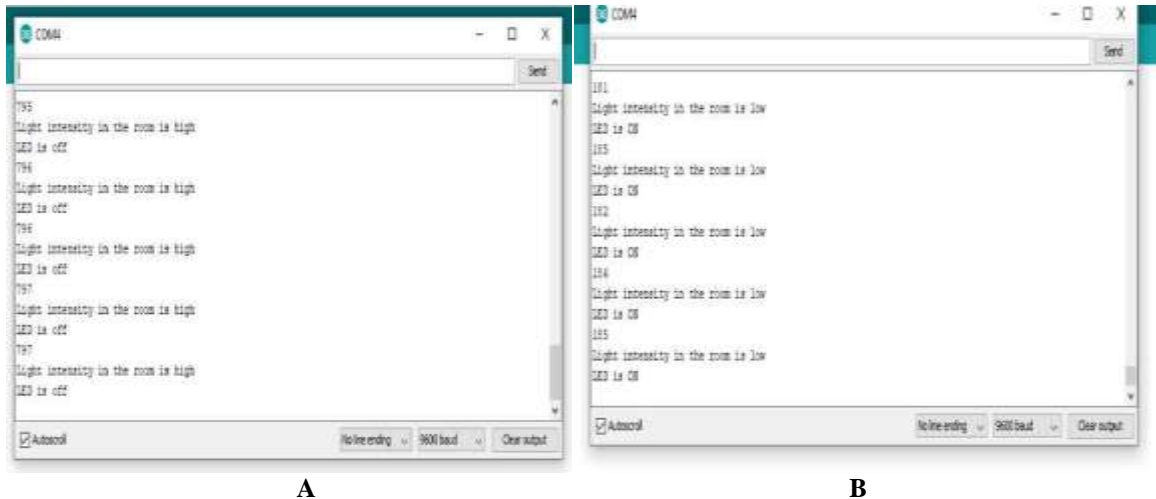 COM4
Send
795
Light intensity in the room is high
LED is off
796
Light intensity in the room is high
LED is off
796
Light intensity in the room is high
LED is off
797
Light intensity in the room is high
LED is off
797
Light intensity in the room is high
LED is off
Autoscroll
No line ending
9600 baud
Clear output
A
COM4
Send
Light intensity in the room is low
LED is ON
185
Light intensity in the room is low
LED is ON
182
Light intensity in the room is low
LED is ON
184
Light intensity in the room is low
LED is ON
185
Light intensity in the room is low
LED is ON
Autoscroll
No line ending
9600 baud
Clear output
B